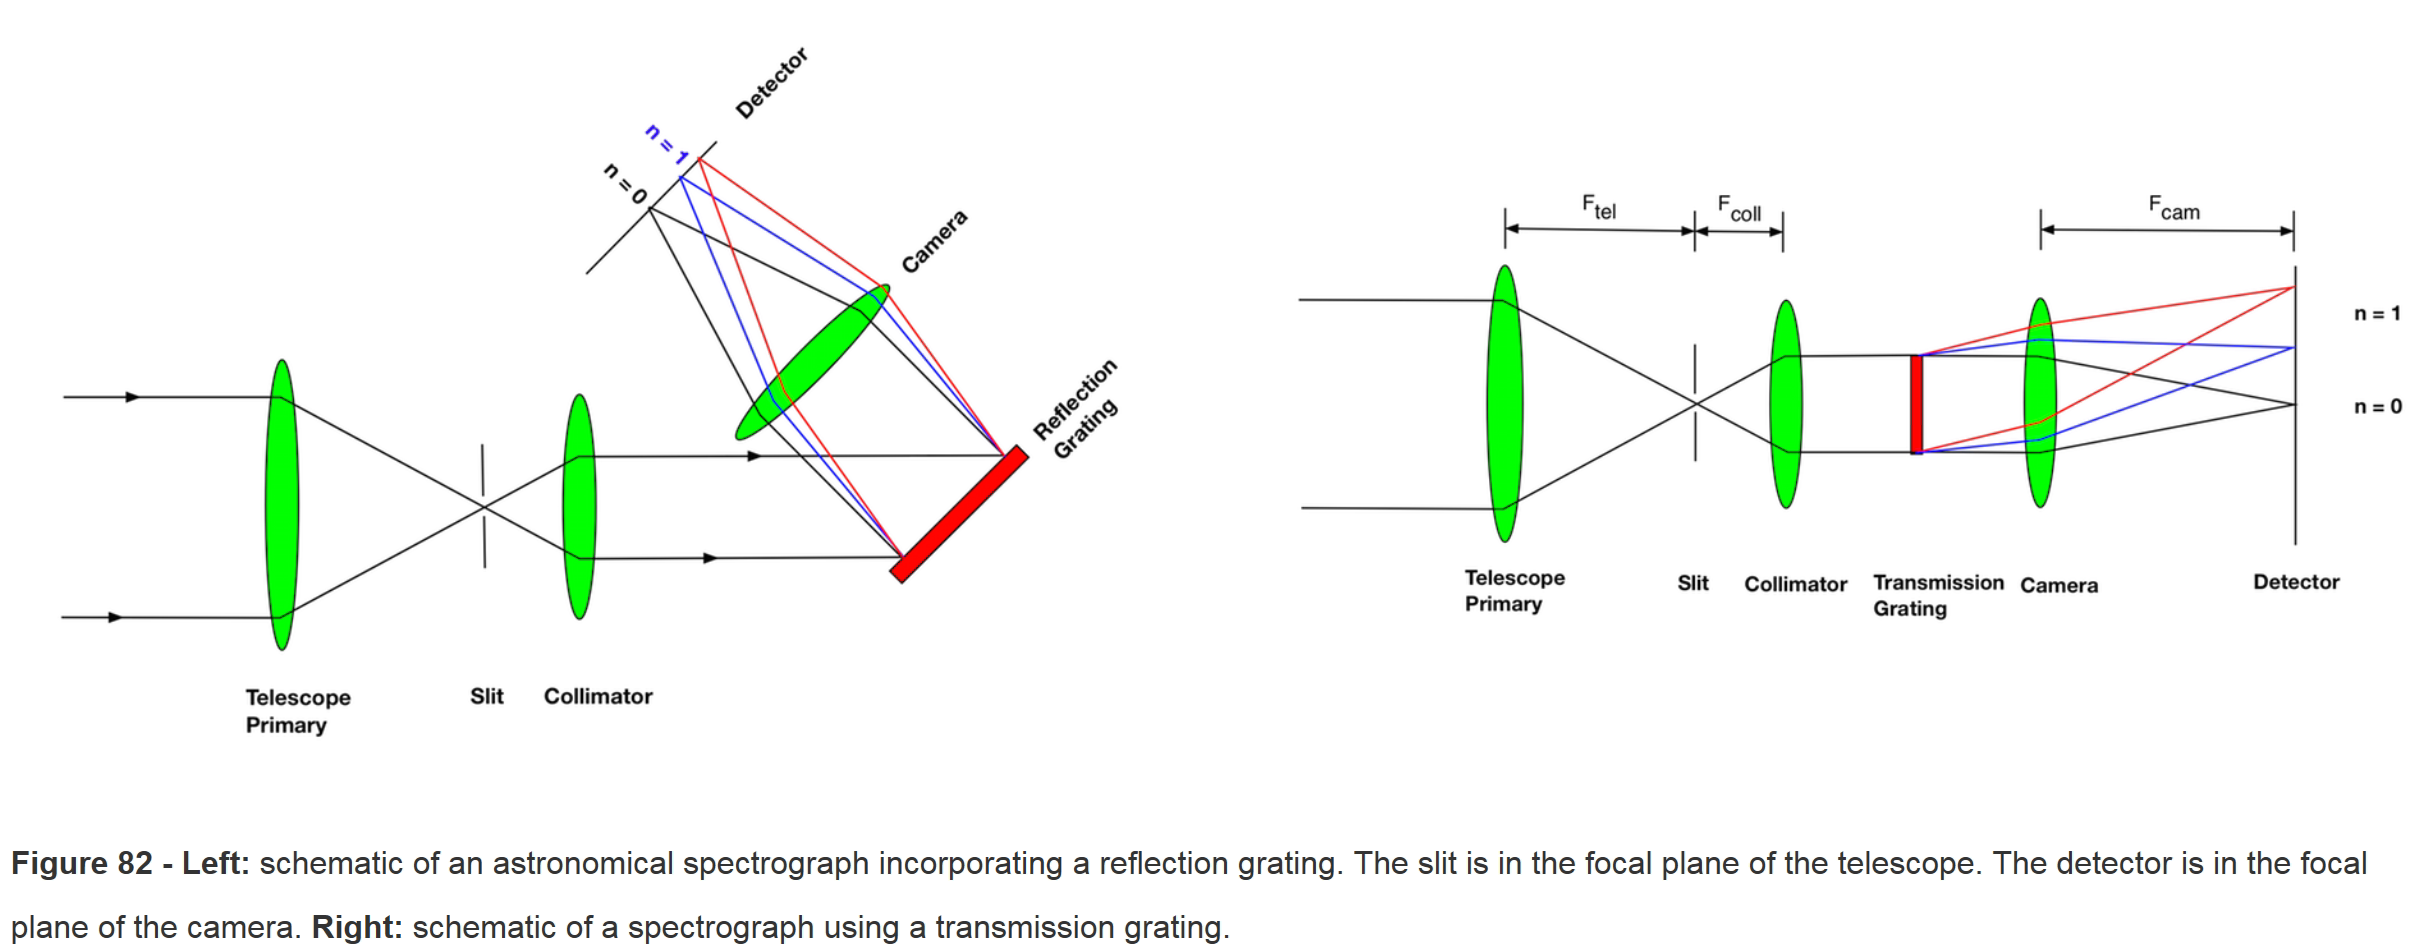 Detector
n = 1
n = 0
Camera
Reflection
Grating
Telescope
Primary
Slit
Collimator
F_tel
F_coll
F_cam
n = 1
n = 0
Telescope
Primary
Slit
Collimator
Transmission
Grating
Camera
Detector
Figure 82 - Left: schematic of an astronomical spectrograph incorporating a reflection grating. The slit is in the focal plane of the telescope. The detector is in the focal
plane of the camera. Right: schematic of a spectrograph using a transmission grating.